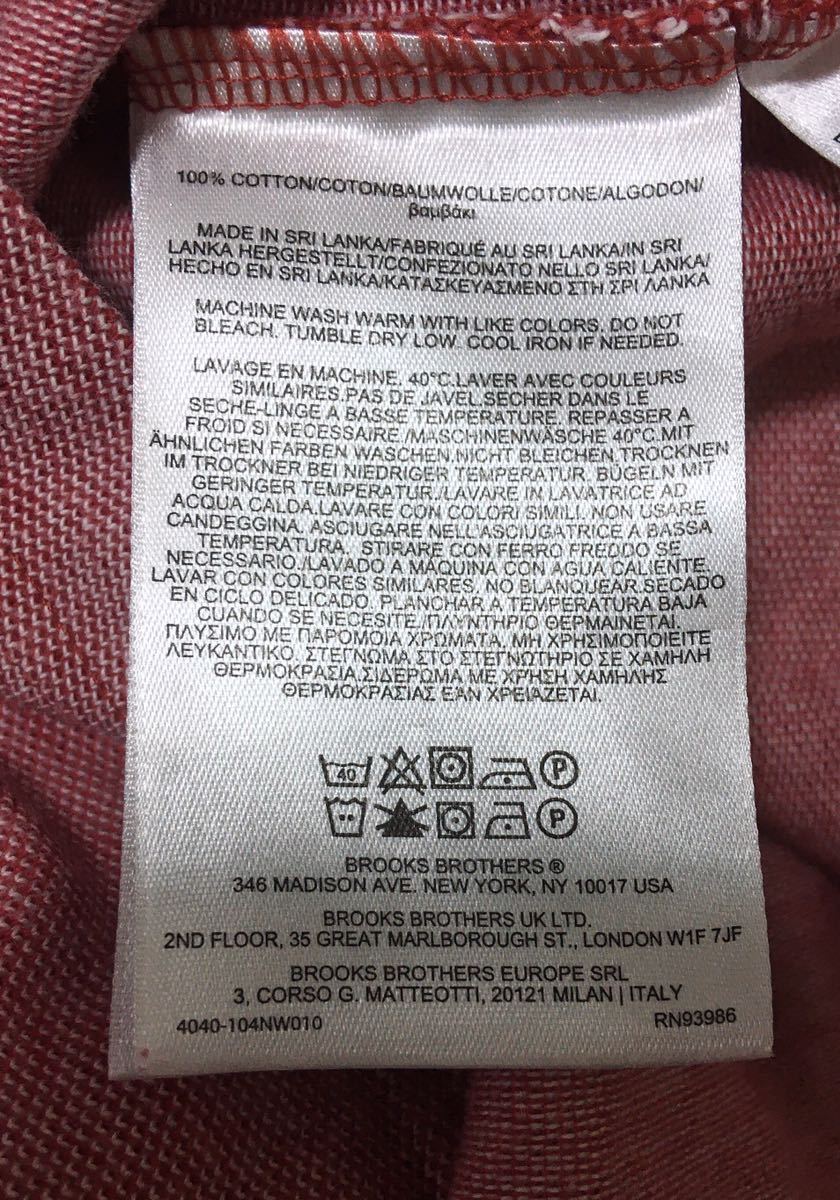 100% COTTON/COTON/BAUMWOLLE/COTONE/ALGODON/
βαμβάκι
MADE IN SRI LANKA/FABRIQUÉ AU SRI LANKA/IN SRI
LANKA HERGESTELLT/CONFEZIONATO NELLO SRI LANKA/
HECHO EN SRI LANKA/ΚΑΤΑΣΚΕΥΑΣΜΕΝΟ ΣΤΗ ΣΡΙ ΛΑΝΚΑ
MACHINE WASH WARM WITH LIKE COLORS. DO NOT
BLEACH. TUMBLE DRY LOW. COOL IRON IF NEEDED.
LAVAGE EN MACHINE. 40°C.LAVER AVEC COULEURS
SIMILAIRES.PAS DE JAVEL.SECHER DANS LE
SECHE-LINGE A BASSE TEMPERATURE. REPASSER A
FROID SI NECESSAIRE./MASCHINENWÄSCHE 40°C.MIT
ÄHNLICHEN FARBEN WASCHEN.NICHT BLEICHEN.TROCKNEN
IM TROCKNER BEI NIEDRIGER TEMPERATUR. BÜGELN MIT
GERINGER TEMPERATUR./LAVARE IN LAVATRICE AD
ACQUA CALDA.LAVARE CON COLORI SIMILI. NON USARE
CANDEGGINA. ASCIUGARE NELL'ASCIUGATRICE A BASSA
TEMPERATURA. STIRARE CON FERRO FREDDO SE
NECESSARIO./LAVADO A MAQUINA CON AGUA CALIENTE.
LAVAR CON COLORES SIMILARES. NO BLANQUEAR.SECADO
EN CICLO DELICADO. PLANCHAR A TEMPERATURA BAJA
CUANDO SE NECESITE./ΠΛΥΝΤΗΡΙΟ ΘΕΡΜΑΙΝΕΤΑΙ.
ΠΛΥΣΙΜΟ ΜΕ ΠΑΡΟΜΟΙΑ ΧΡΩΜΑΤΑ. ΜΗ ΧΡΗΣΙΜΟΠΟΙΕΙΤΕ
ΛΕΥΚΑΝΤΙΚΟ. ΣΤΕΓΝΩΜΑ ΣΤΟ ΣΤΕΓΝΩΤΗΡΙΟ ΣΕ ΧΑΜΗΛΗ
ΘΕΡΜΟΚΡΑΣΙΑ.ΣΙΔΕΡΩΜΑ ΜΕ ΧΡΗΣΗ ΧΑΜΗΛΗΣ
ΘΕΡΜΟΚΡΑΣΙΑΣ ΕΑΝ ΧΡΕΙΑΖΕΤΑΙ.
40 P
P
BROOKS BROTHERS ®
346 MADISON AVE. NEW YORK, NY 10017 USA
BROOKS BROTHERS UK LTD.
2ND FLOOR, 35 GREAT MARLBOROUGH ST., LONDON W1F 7JF
BROOKS BROTHERS EUROPE SRL
3, CORSO G. MATTEOTTI, 20121 MILAN | ITALY
4040-104NW010 RN93986